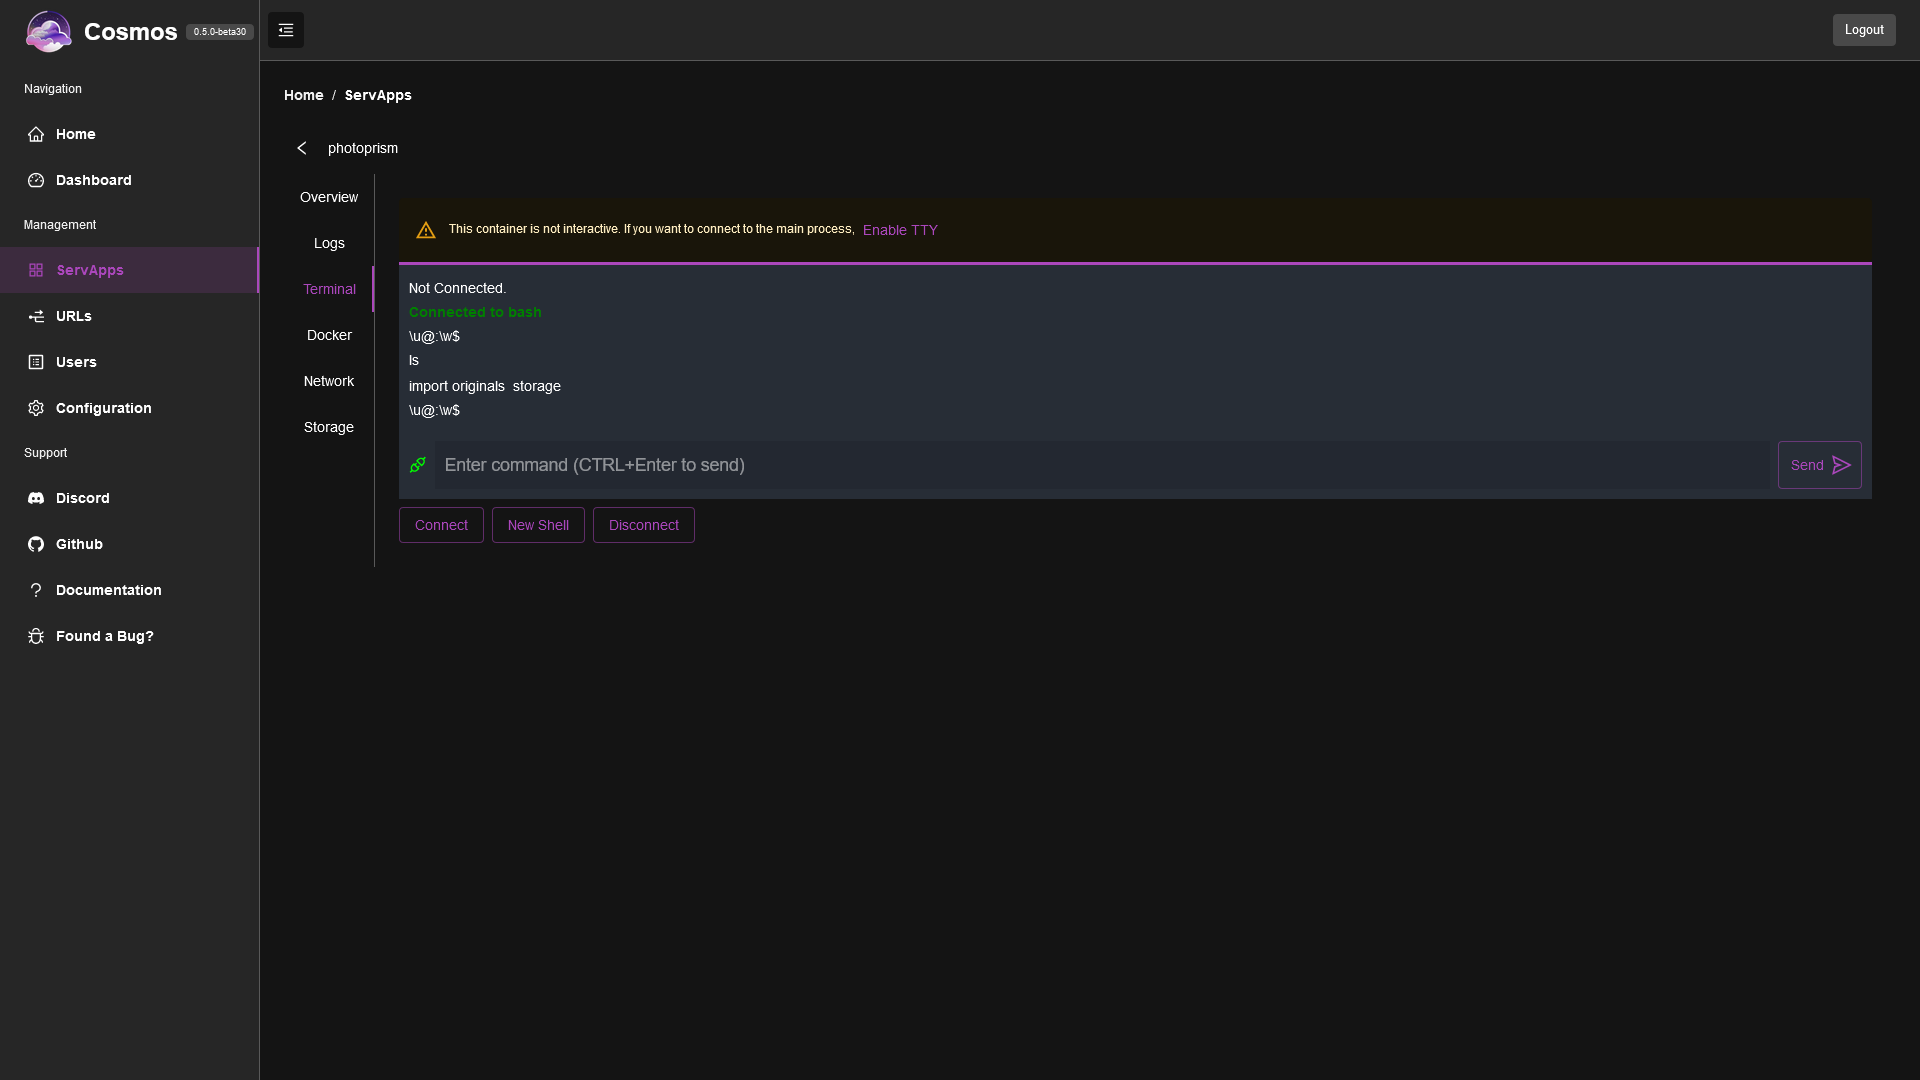 Cosmos 0.5.0-beta30
Logout
Navigation
Home
Dashboard
Management
ServApps
URLs
Users
Configuration
Support
Discord
Github
Documentation
Found a Bug?
Home / ServApps
photoprism
Overview
Logs
Terminal
Docker
Network
Storage
This container is not interactive. If you want to connect to the main process, Enable TTY
Not Connected.
Connected to bash
\u@:\w$
ls
import originals  storage
\u@:\w$
Enter command (CTRL+Enter to send)
Send
Connect
New Shell
Disconnect